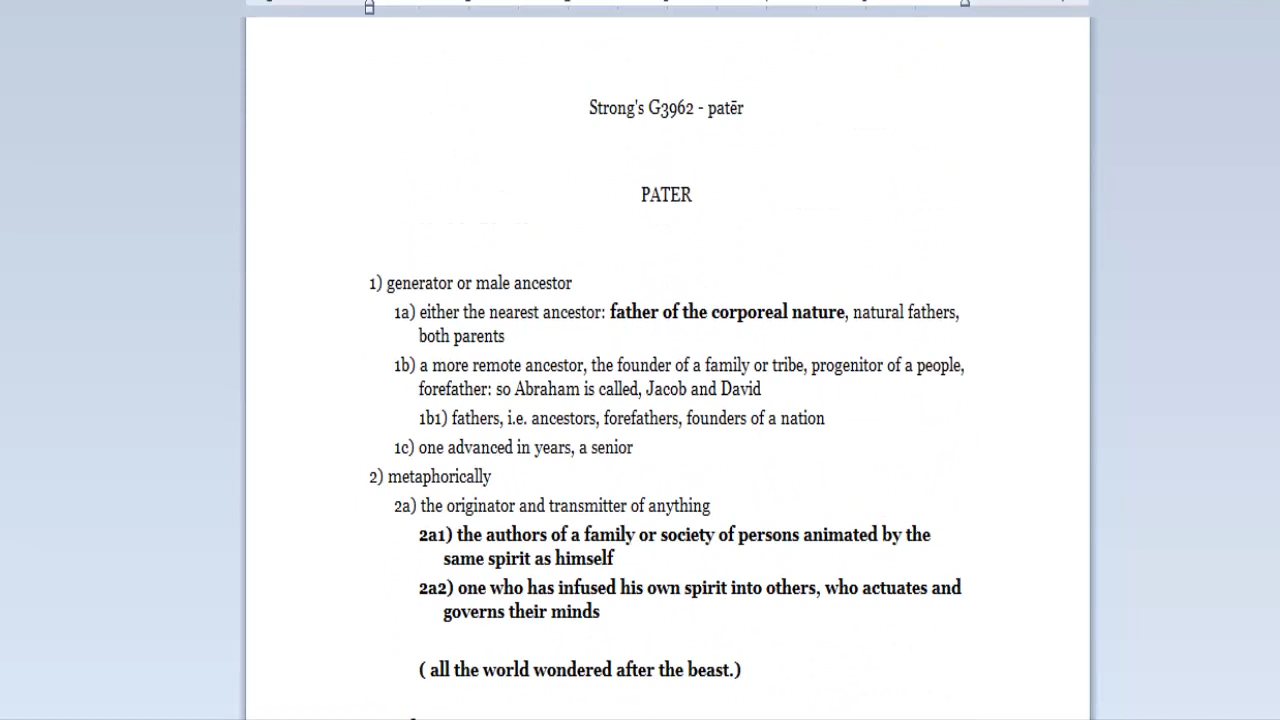 Strong's G3962 - patēr
PATER
1) generator or male ancestor
1a) either the nearest ancestor: father of the corporeal nature, natural fathers,
both parents
1b) a more remote ancestor, the founder of a family or tribe, progenitor of a people,
forefather: so Abraham is called, Jacob and David
1b1) fathers, i.e. ancestors, forefathers, founders of a nation
1c) one advanced in years, a senior
2) metaphorically
2a) the originator and transmitter of anything
2a1) the authors of a family or society of persons animated by the
same spirit as himself
2a2) one who has infused his own spirit into others, who actuates and
governs their minds
( all the world wondered after the beast.)